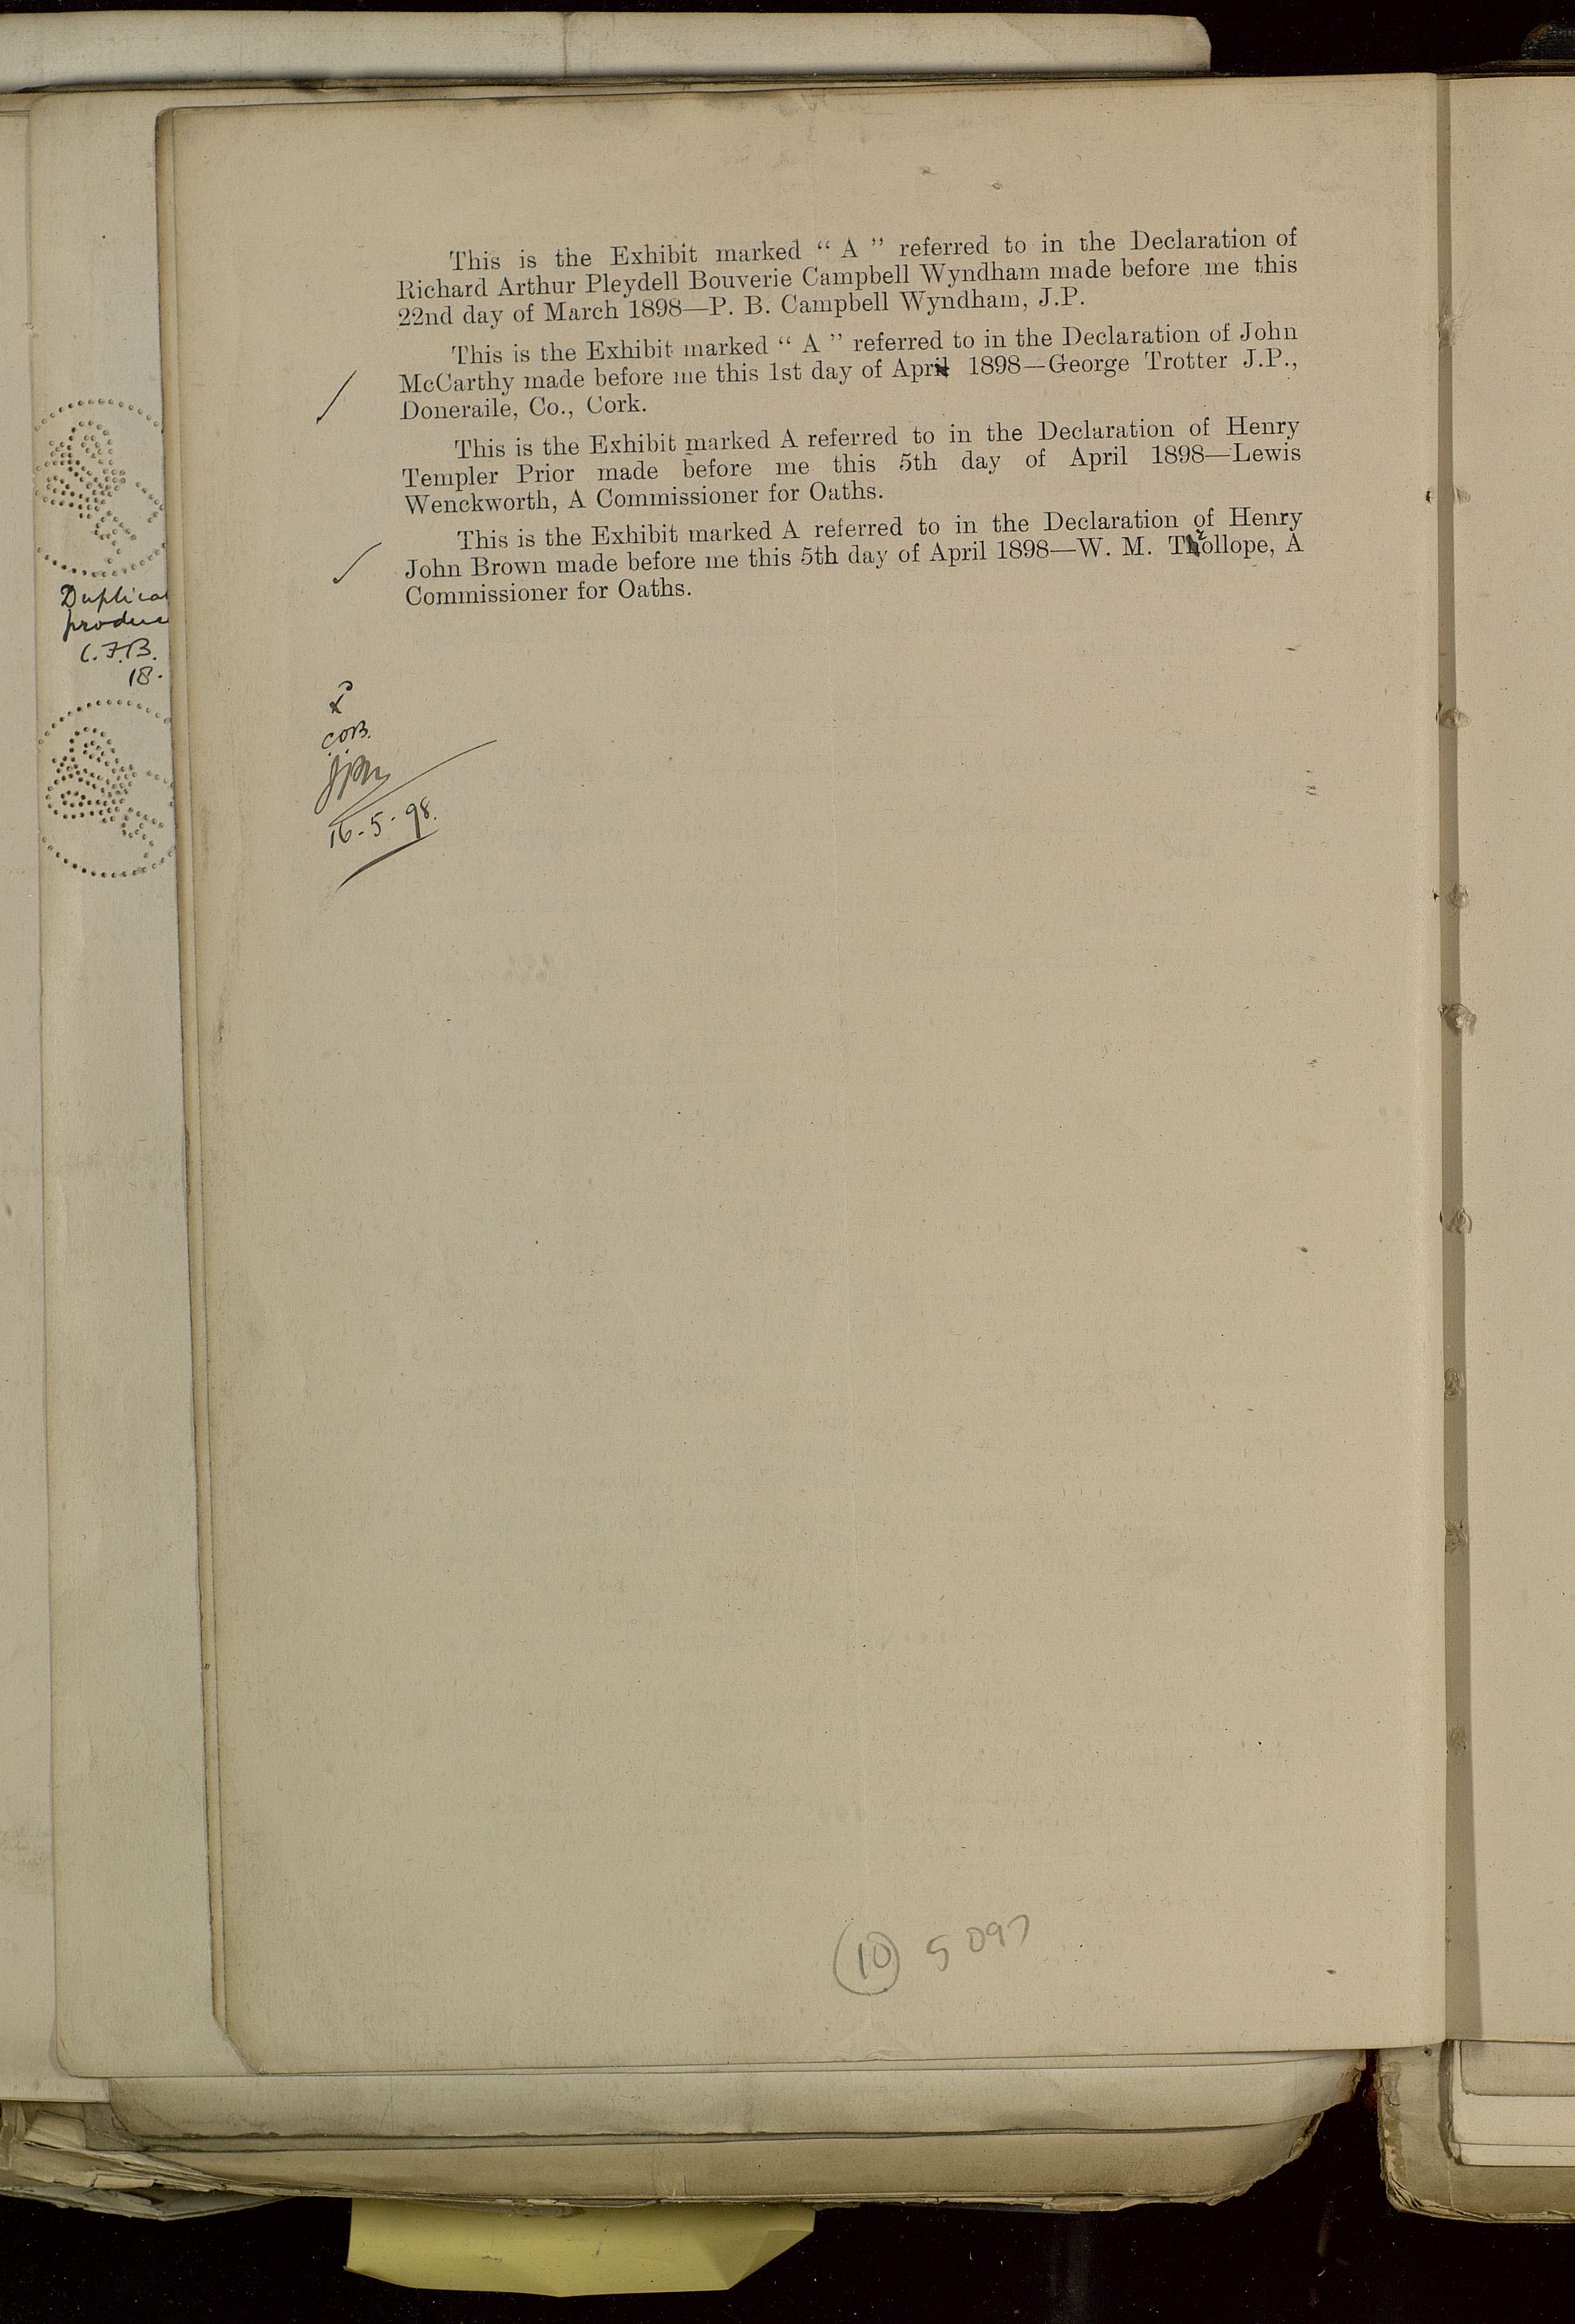 This is the Exhibit marked “ A ” referred to in the Declaration of
Richard Arthur Pleydell Bouverie Campbell Wyndham made before me this
22nd day of March 1898—P. B. Campbell Wyndham, J.P.
This is the Exhibit marked “ A ” referred to in the Declaration of John
McCarthy made before me this 1st day of April 1898—George Trotter J.P.,
Doneraile, Co., Cork.
This is the Exhibit marked A referred to in the Declaration of Henry
Templer Prior made before me this 5th day of April 1898—Lewis
Wenckworth, A Commissioner for Oaths.
This is the Exhibit marked A referred to in the Declaration of Henry
John Brown made before me this 5th day of April 1898—W. M. Trollope, A
Commissioner for Oaths.
Duplicat
produce
C.F.B.
18.
COB.
16-5-98.
10 5097